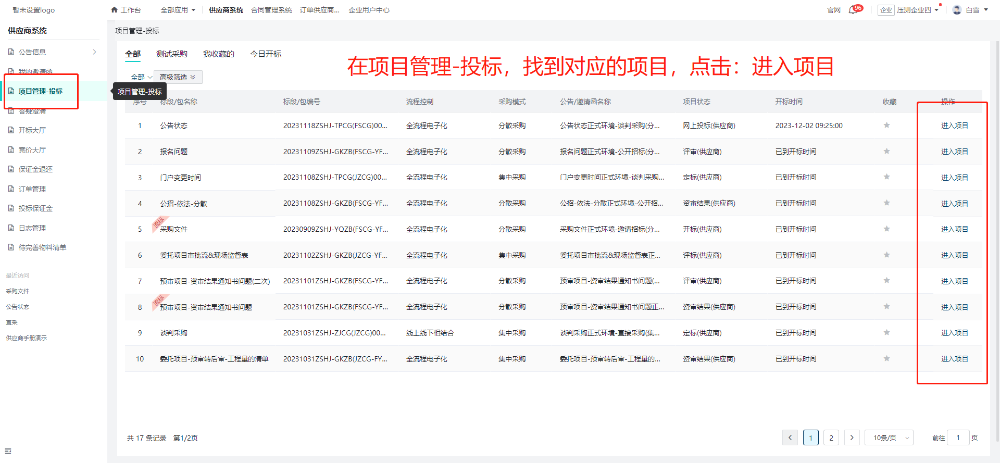 暂未设置logo
工作台 全部应用 供应商系统 合同管理系统 订单供应商... 企业用户中心 官网 96 企业 压测企业四 白雪
供应商系统
公告信息
我的邀请函
项目管理-投标
答疑澄清
开标大厅
竞价大厅
保证金退还
订单管理
投标保证金
日志管理
待完善物料清单
最近访问
采购文件
公告状态
直采
供应商手册演示
项目管理-投标
全部 测试采购 我收藏的 今日开标
在项目管理-投标，找到对应的项目，点击：进入项目
全部 高级筛选
项目管理-投标
序号 标段/包名称 标段/包编号 流程控制 采购模式 公告/邀请函名称 项目状态 开标时间 收藏 操作
1 公告状态 20231118ZSHJ-TPCG(FSCG)00... 全流程电子化 分散采购 公告状态正式环境-谈判采购(分... 网上投标(供应商) 2023-12-02 09:25:00 进入项目
2 报名问题 20231109ZSHJ-GKZB(FSCG-YF... 全流程电子化 分散采购 报名问题正式环境-公开招标(分... 评审(供应商) 已到开标时间 进入项目
3 门户变更时间 20231108ZSHJ-TPCG(JZCG)00... 全流程电子化 集中采购 门户变更时间正式环境-谈判采购... 定标(供应商) 已到开标时间 进入项目
4 公招-依法-分散 20231108ZSHJ-GKZB(FSCG-YF... 全流程电子化 分散采购 公招-依法-分散正式环境-公开招... 资审结果(供应商) 已到开标时间 进入项目
流标
5 采购文件 20230909ZSHJ-YQZB(FSCG-YF... 全流程电子化 分散采购 采购文件正式环境-邀请招标(分... 开标(供应商) 已到开标时间 进入项目
6 委托项目审批流&现场监督表 20231102ZSHJ-GKZB(JZCG-YF... 全流程电子化 集中采购 委托项目审批流&现场监督表正... 评标(供应商) 已到开标时间 进入项目
7 预审项目-资审结果通知书问题(二次) 20231101ZSHJ-GKZB(FSCG-YF... 全流程电子化 分散采购 预审项目-资审结果通知书问题(... 评审(供应商) 已到开标时间 进入项目
流标
8 预审项目-资审结果通知书问题 20231101ZSHJ-GKZB(FSCG-YF... 全流程电子化 分散采购 预审项目-资审结果通知书问题正... 资审结果(供应商) 已到开标时间 进入项目
9 谈判采购 20231031ZSHJ-ZJCG(JZCG)00... 线上线下相结合 集中采购 谈判采购正式环境-直接采购(集... 定标(供应商) 已到开标时间 进入项目
10 委托项目-预审转后审-工程量的清单 20231031ZSHJ-GKZB(JZCG-FY... 全流程电子化 集中采购 委托项目-预审转后审-工程量的... 资审结果(供应商) 已到开标时间 进入项目
共 17 条记录 第1/2页 1 2 10条/页 前往 1 页